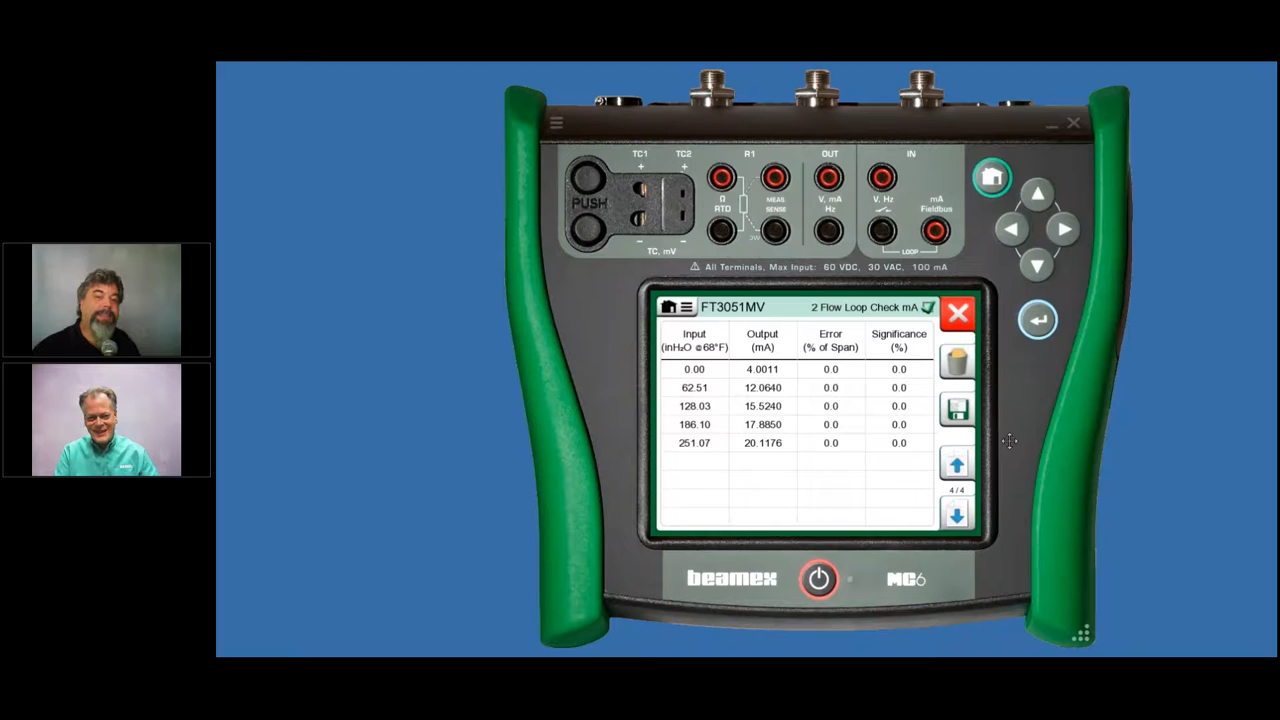 TC1 TC2 R1 OUT IN
+ +
PUSH
Ω
RTD
MEAS
SENSE
V, mA
Hz
V, Hz
mA
Fieldbus
3W
− −
TC, mV
LOOP
⚠ All Terminals, Max Input: 60 VDC, 30 VAC, 100 mA
FT3051MV 2 Flow Loop Check mA
Input Output Error Significance
(inH₂O @68°F) (mA) (% of Span) (%)
0.00 4.0011 0.0 0.0
62.51 12.0640 0.0 0.0
128.03 15.5240 0.0 0.0
186.10 17.8850 0.0 0.0
251.07 20.1176 0.0 0.0
4/4
beamex MC6